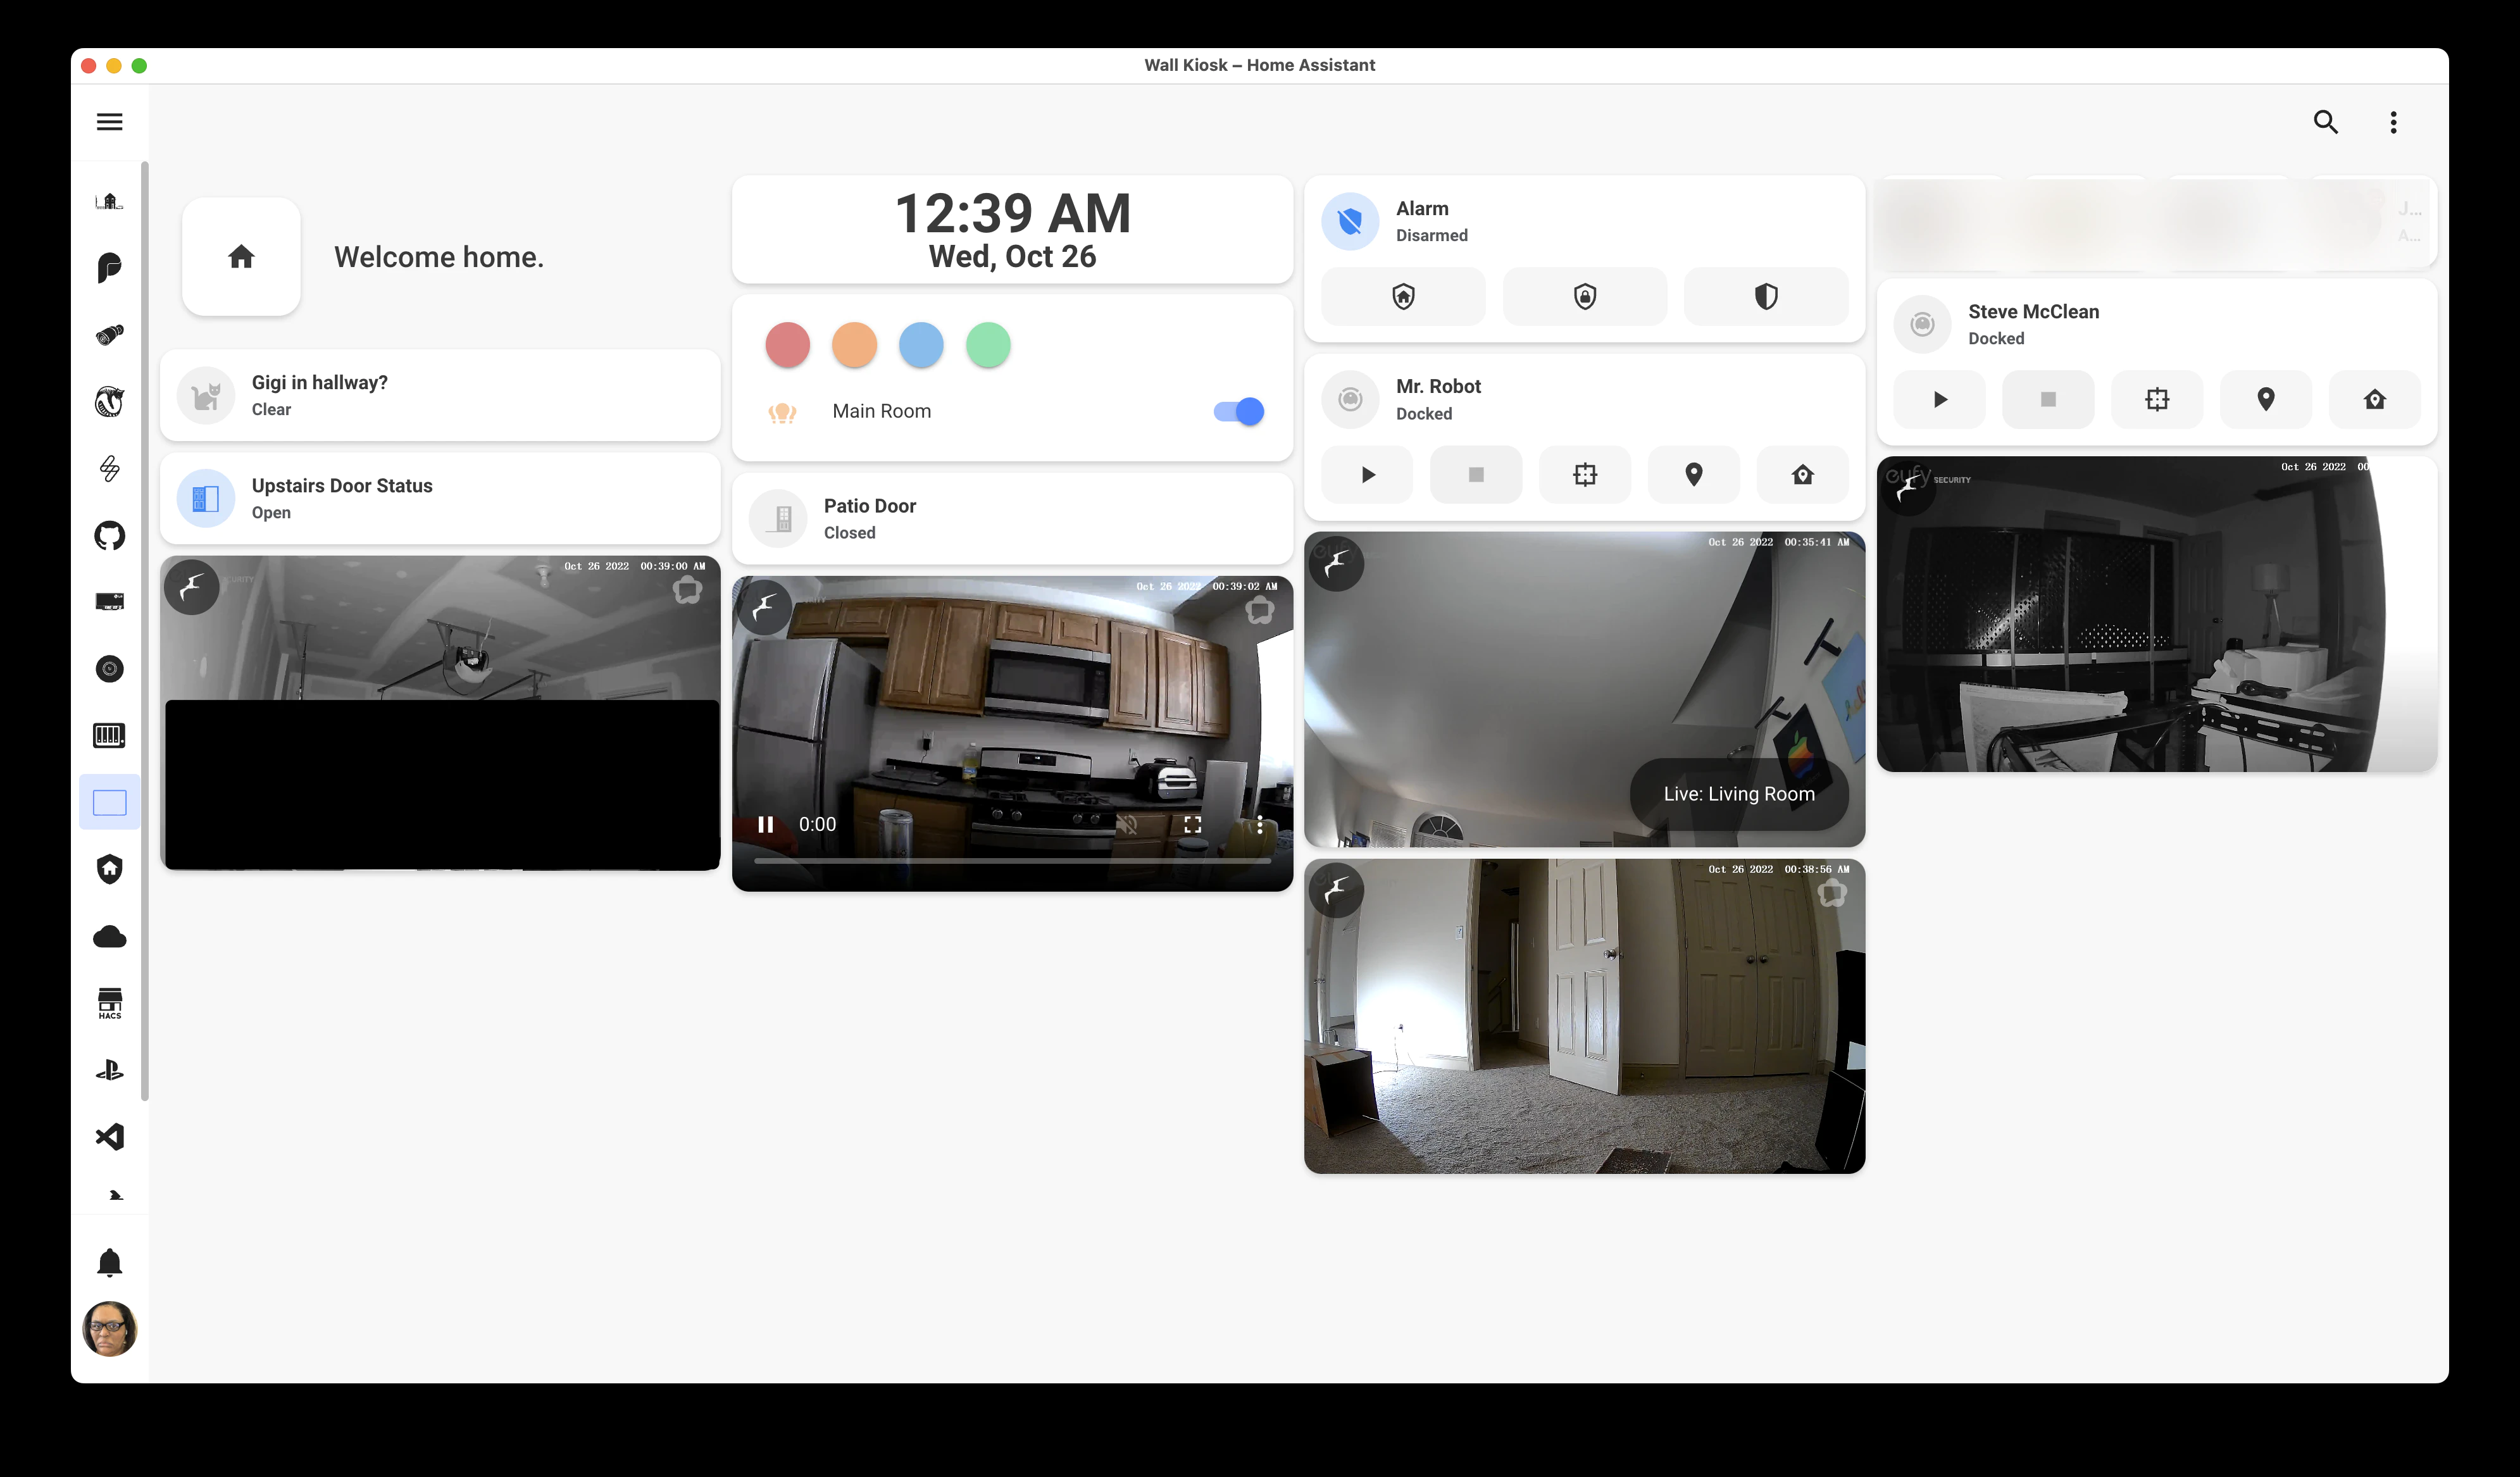 Wall Kiosk – Home Assistant
Welcome home.
Gigi in hallway?
Clear
Upstairs Door Status
Open
Oct 26 2022 00:39:00 AM
12:39 AM
Wed, Oct 26
Main Room
Patio Door
Closed
Oct 26 2022 00:39:02 AM
0:00
Alarm
Disarmed
Mr. Robot
Docked
Oct 26 2022 00:35:41 AM
Live: Living Room
Oct 26 2022 00:38:56 AM
J...
A...
Steve McClean
Docked
eufy SECURITY
Oct 26 2022 00
HACS